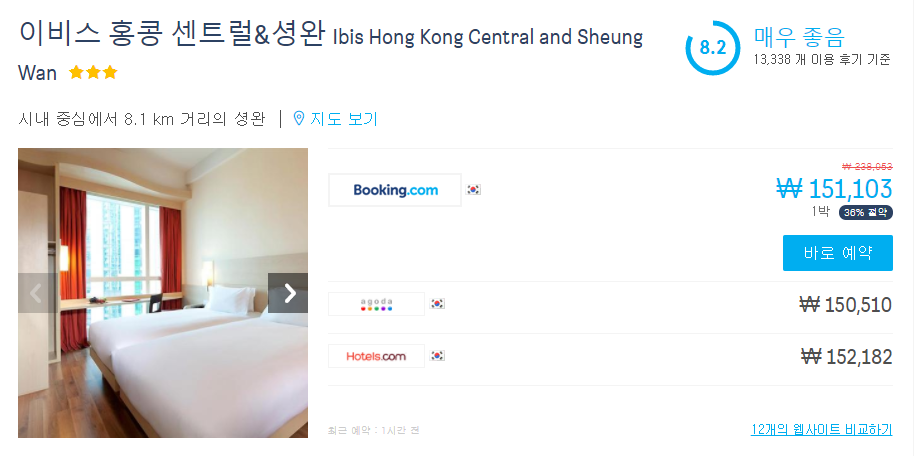 이비스 홍콩 센트럴&셩완 Ibis Hong Kong Central and Sheung
Wan
8.2
매우 좋음
13,338 개 이용 후기 기준
시내 중심에서 8.1 km 거리의 셩완 | 지도 보기
Booking.com
₩ 238,053
₩ 151,103
1박 36% 절약
바로 예약
agoda
₩ 150,510
Hotels.com
₩ 152,182
최근 예약 : 1시간 전
12개의 웹사이트 비교하기